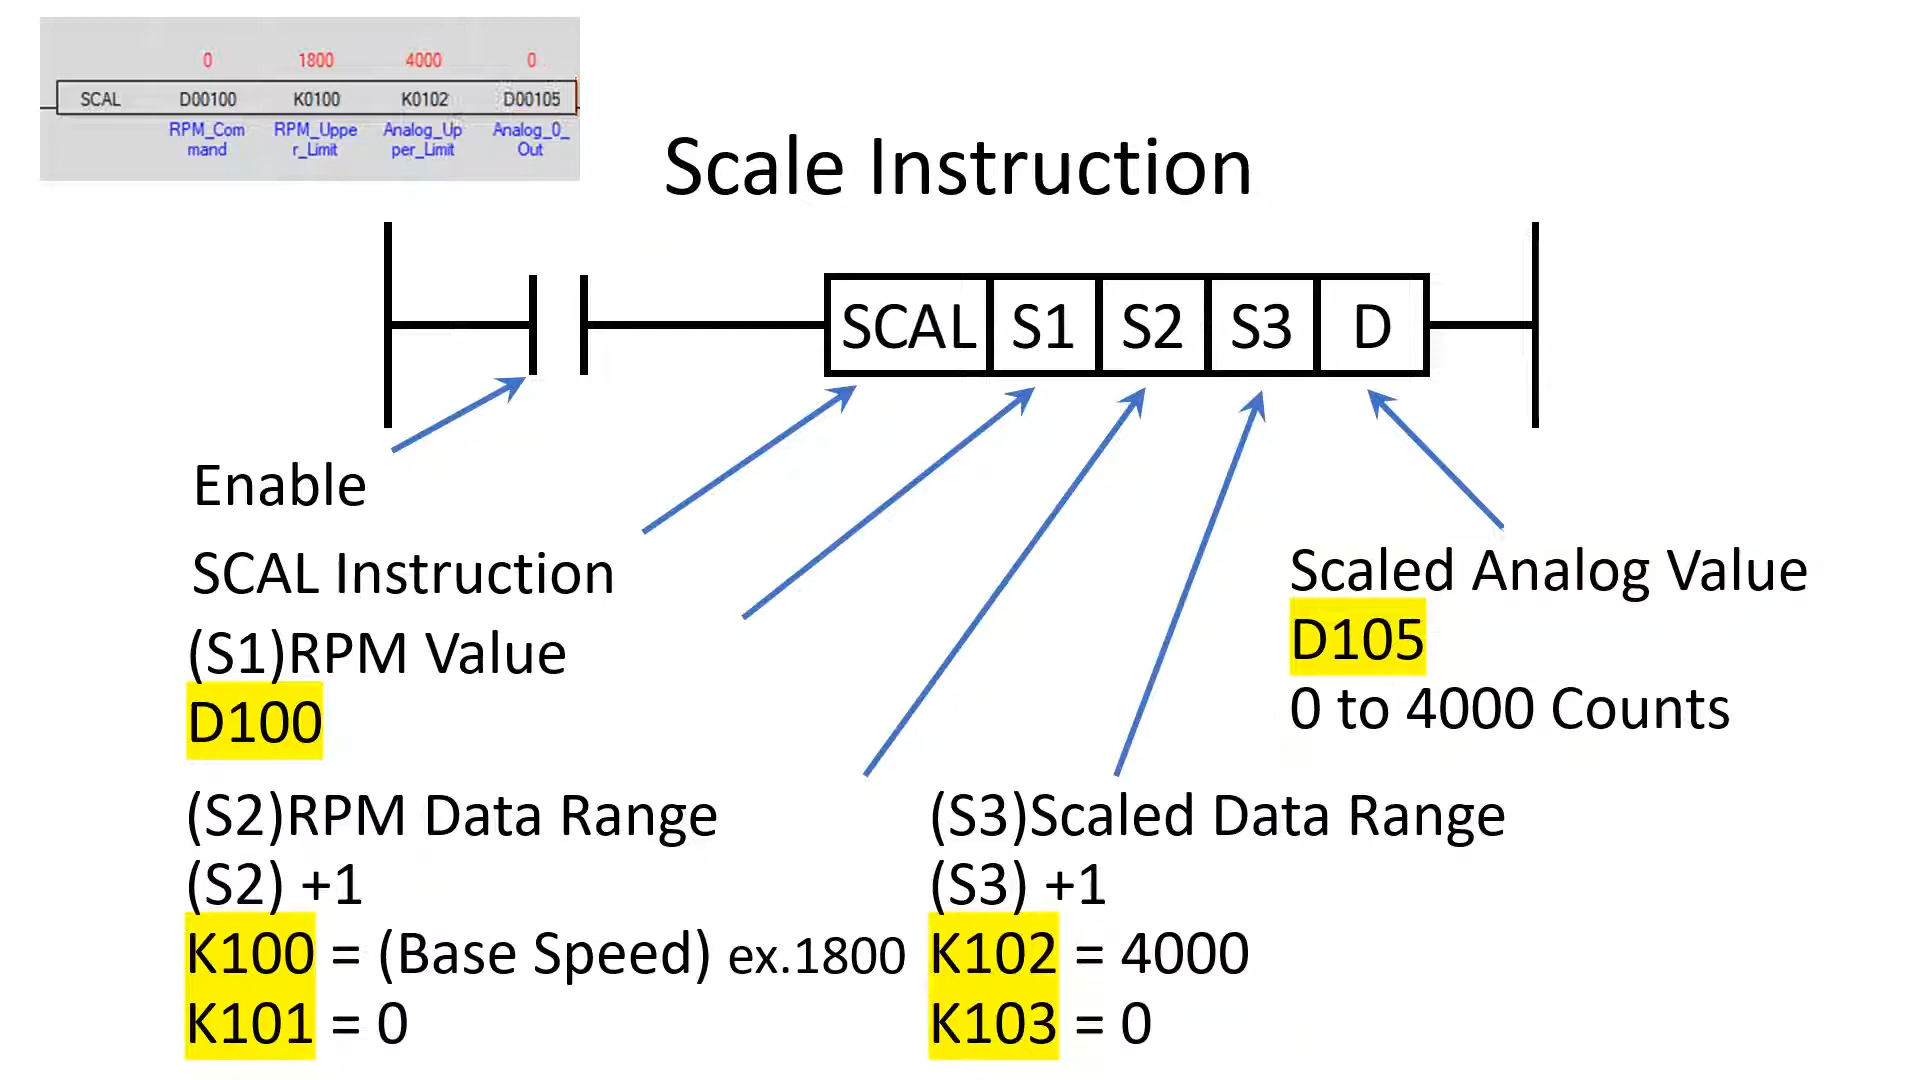 0 1800 4000 0
SCAL D00100 K0100 K0102 D00105
RPM_Com RPM_Uppe Analog_Up Analog_0_
mand r_Limit per_Limit Out
Scale Instruction
SCAL S1 S2 S3 D
Enable
SCAL Instruction
(S1)RPM Value
D100
Scaled Analog Value
D105
0 to 4000 Counts
(S2)RPM Data Range
(S2) +1
K100 = (Base Speed) ex.1800
K101 = 0
(S3)Scaled Data Range
(S3) +1
K102 = 4000
K103 = 0